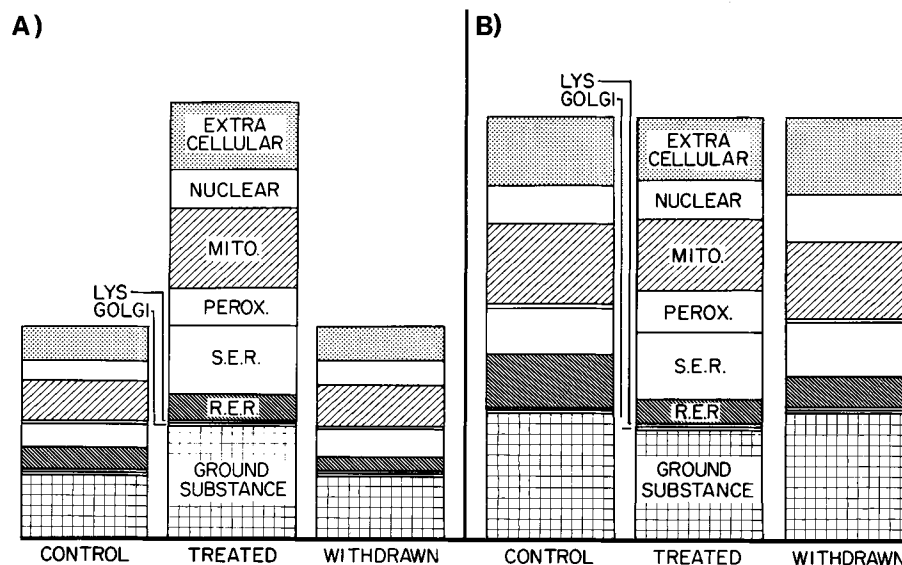 A)
LYS
GOLGI
EXTRA
CELLULAR
NUCLEAR
MITO.
PEROX.
S.E.R.
R.E.R.
GROUND
SUBSTANCE
CONTROL
TREATED
WITHDRAWN
B)
LYS
GOLGI
EXTRA
CELLULAR
NUCLEAR
MITO.
PEROX.
S.E.R.
R.E.R
GROUND
SUBSTANCE
CONTROL
TREATED
WITHDRAWN